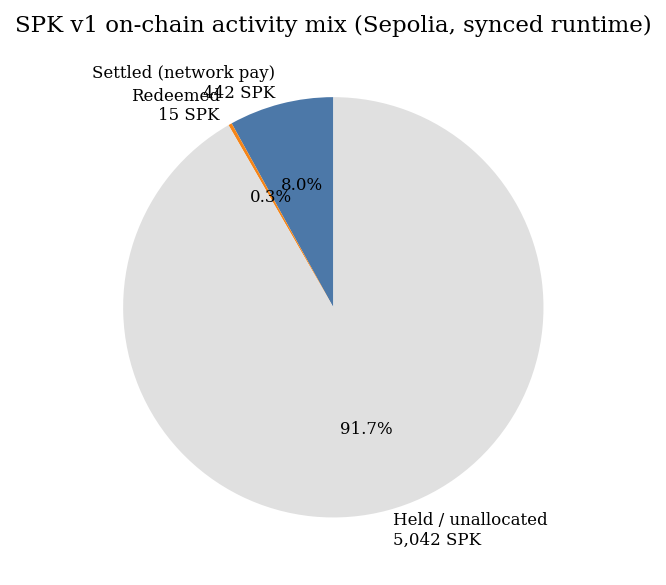 SPK v1 on-chain activity mix (Sepolia, synced runtime)
Settled (network pay)
442 SPK
Redeemed
15 SPK
8.0%
0.3%
91.7%
Held / unallocated
5,042 SPK